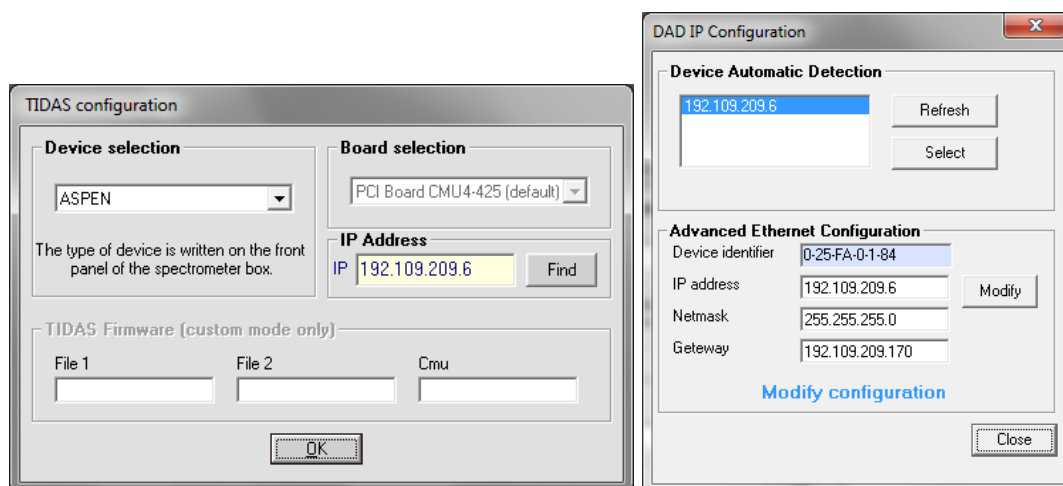 TIDAS configuration
Device selection
ASPEN
The type of device is written on the front
panel of the spectrometer box.
Board selection
PCI Board CMU4-425 (default)
IP Address
IP 192.109.209.6 Find
TIDAS Firmware (custom mode only)
File 1 File 2 Cmu
OK
DAD IP Configuration
Device Automatic Detection
192.109.209.6
Refresh
Select
Advanced Ethernet Configuration
Device identifier 0-25-FA-0-1-84
IP address 192.109.209.6
Modify
Netmask 255.255.255.0
Geteway 192.109.209.170
Modify configuration
Close